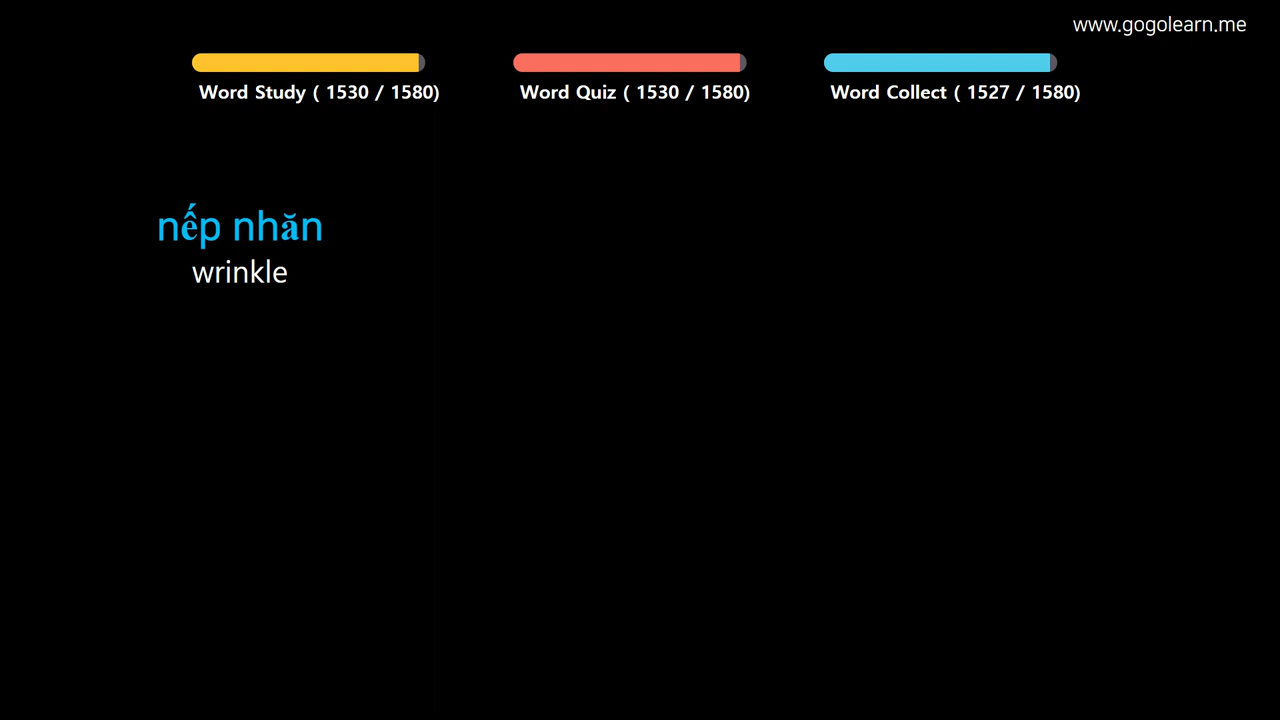 www.gogolearn.me
Word Study ( 1530 / 1580)
Word Quiz ( 1530 / 1580)
Word Collect ( 1527 / 1580)
nếp nhăn
wrinkle